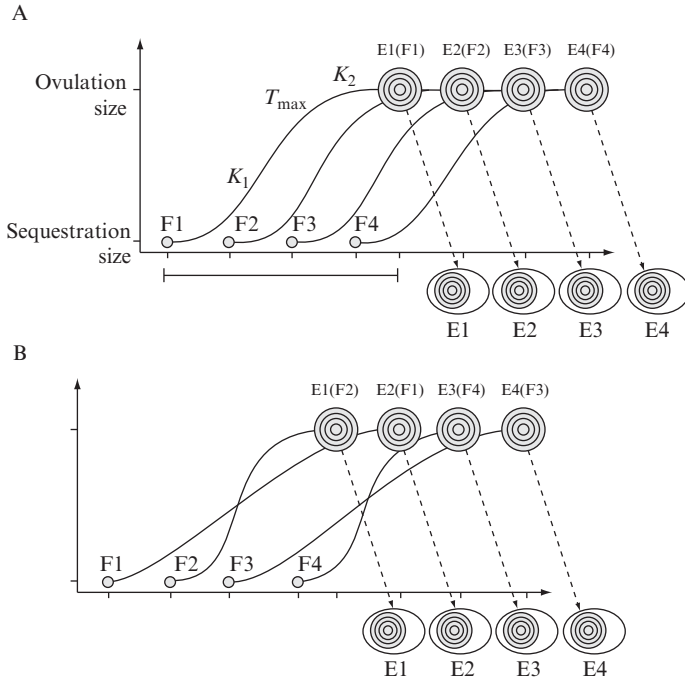 A
E1(F1) E2(F2) E3(F3) E4(F4)
Ovulation
size
K2
Tmax
K1
F1 F2 F3 F4
Sequestration
size
E1 E2 E3 E4
B
E1(F2) E2(F1) E3(F4) E4(F3)
F1 F2 F3 F4
E1 E2 E3 E4